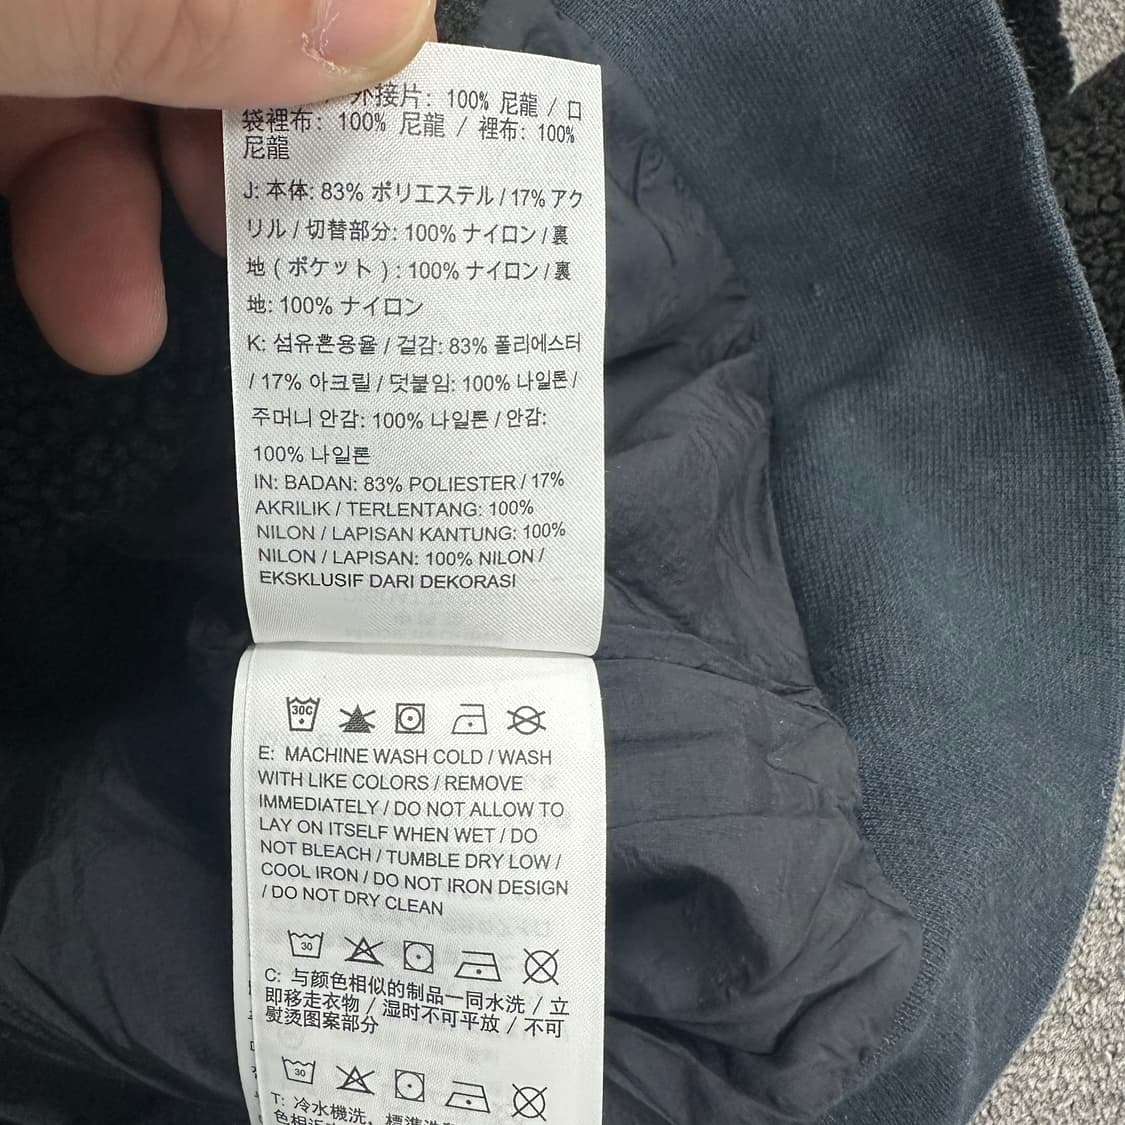 外接片: 100% 尼龍 / 口
袋裡布: 100% 尼龍 / 裡布: 100%
尼龍
J: 本体: 83% ポリエステル / 17% アク
リル / 切替部分: 100% ナイロン / 裏
地 ( ポケット ) : 100% ナイロン / 裏
地: 100% ナイロン
K: 섬유혼용율 / 겉감: 83% 폴리에스터
/ 17% 아크릴 / 덧붙임: 100% 나일론 /
주머니 안감: 100% 나일론 / 안감:
100% 나일론
IN: BADAN: 83% POLIESTER / 17%
AKRILIK / TERLENTANG: 100%
NILON / LAPISAN KANTUNG: 100%
NILON / LAPISAN: 100% NILON /
EKSKLUSIF DARI DEKORASI
30C
E: MACHINE WASH COLD / WASH
WITH LIKE COLORS / REMOVE
IMMEDIATELY / DO NOT ALLOW TO
LAY ON ITSELF WHEN WET / DO
NOT BLEACH / TUMBLE DRY LOW /
COOL IRON / DO NOT IRON DESIGN
/ DO NOT DRY CLEAN
30
C: 与颜色相似的制品一同水洗 / 立
即移走衣物 / 湿时不可平放 / 不可
熨烫图案部分
30
T: 冷水機洗, 標準洗